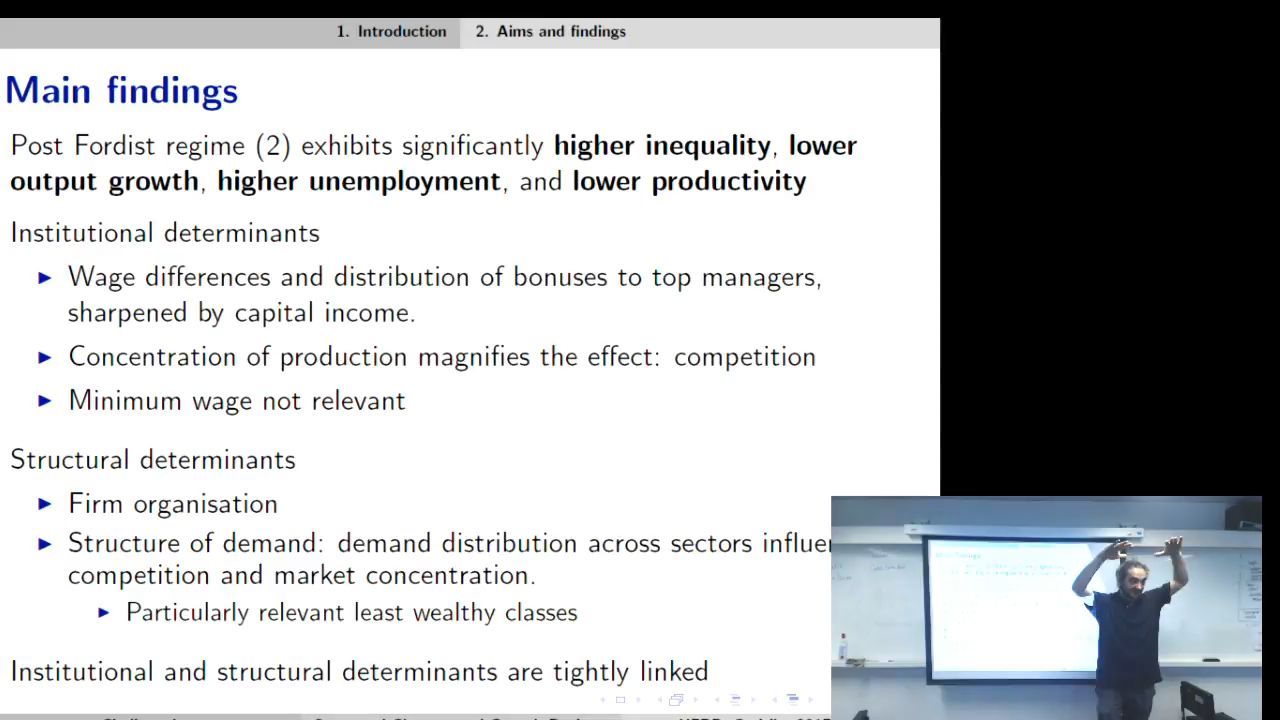 1. Introduction 2. Aims and findings
Main findings
Post Fordist regime (2) exhibits significantly higher inequality, lower
output growth, higher unemployment, and lower productivity
Institutional determinants
Wage differences and distribution of bonuses to top managers,
sharpened by capital income.
Concentration of production magnifies the effect: competition
Minimum wage not relevant
Structural determinants
Firm organisation
Structure of demand: demand distribution across sectors influen
competition and market concentration.
Particularly relevant least wealthy classes
Institutional and structural determinants are tightly linked